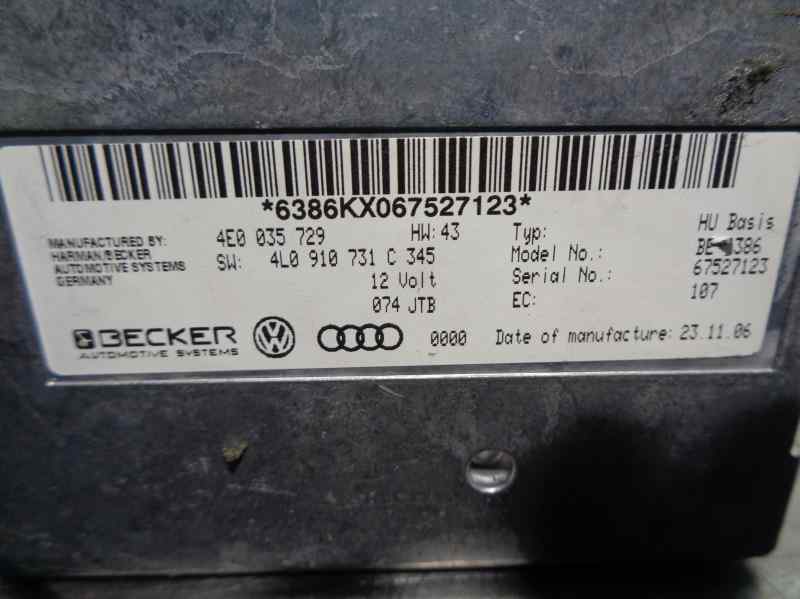 *6386KX067527123*
MANUFACTURED BY:
HARMAN/BECKER
AUTOMOTIVE SYSTEMS
GERMANY
4E0 035 729 HW: 43
SW: 4L0 910 731 C 345
12 Volt
074 JTB
Typ: HU Basis
Model No.:
Serial No.: 67527123
EC: 107
BECKER
AUTOMOTIVE SYSTEMS
0000
Date of manufacture: 23.11.06